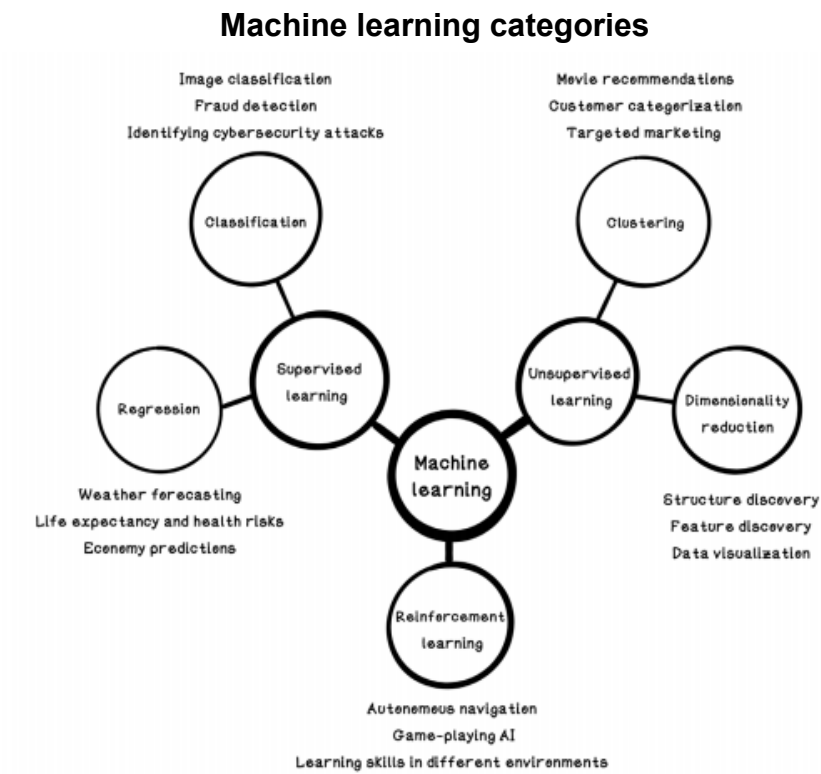 Machine learning categories
Image classification
Fraud detection
Identifying cybersecurity attacks
Movie recommendations
Customer categorization
Targeted marketing
Classification
Clustering
Supervised
learning
Unsupervised
learning
Regression
Dimensionality
reduction
Machine
learning
Weather forecasting
Life expectancy and health risks
Economy predictions
Structure discovery
Feature discovery
Data visualization
Reinforcement
learning
Autonomous navigation
Game-playing AI
Learning skills in different environments